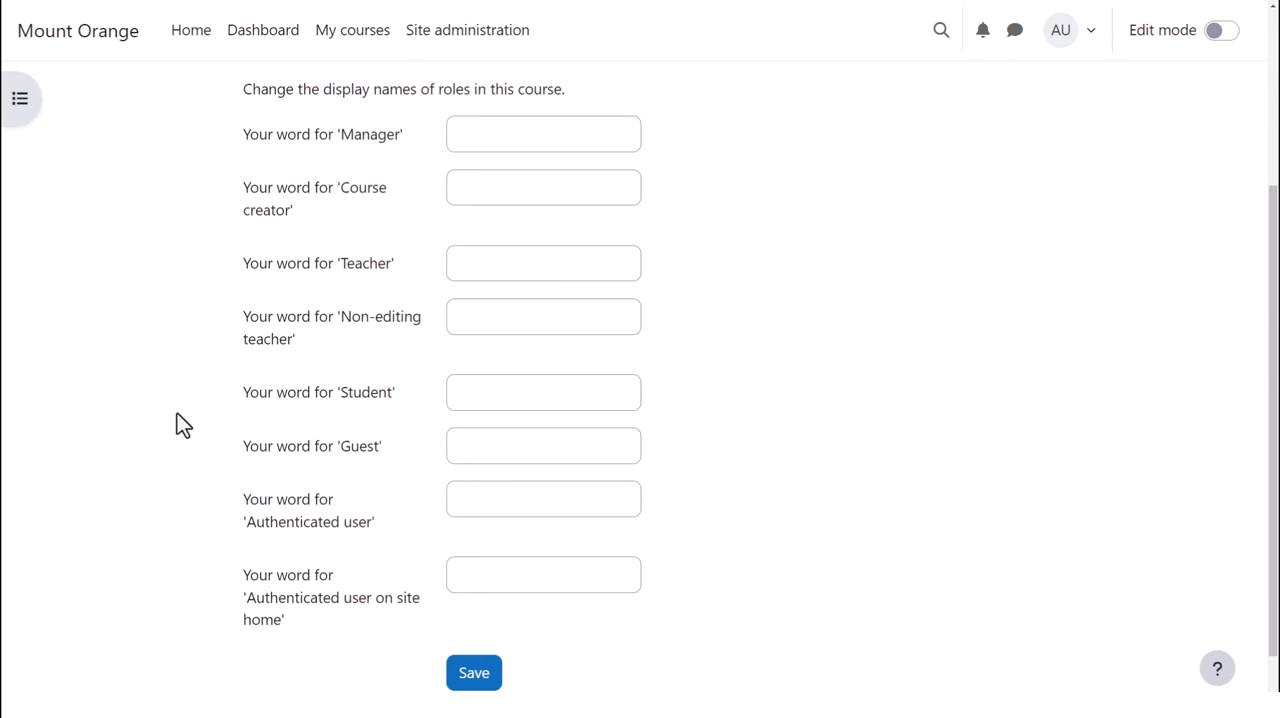 Mount Orange Home Dashboard My courses Site administration AU Edit mode
Change the display names of roles in this course.
Your word for 'Manager'
Your word for 'Course
creator'
Your word for 'Teacher'
Your word for 'Non-editing
teacher'
Your word for 'Student'
Your word for 'Guest'
Your word for
'Authenticated user'
Your word for
'Authenticated user on site
home'
Save
?